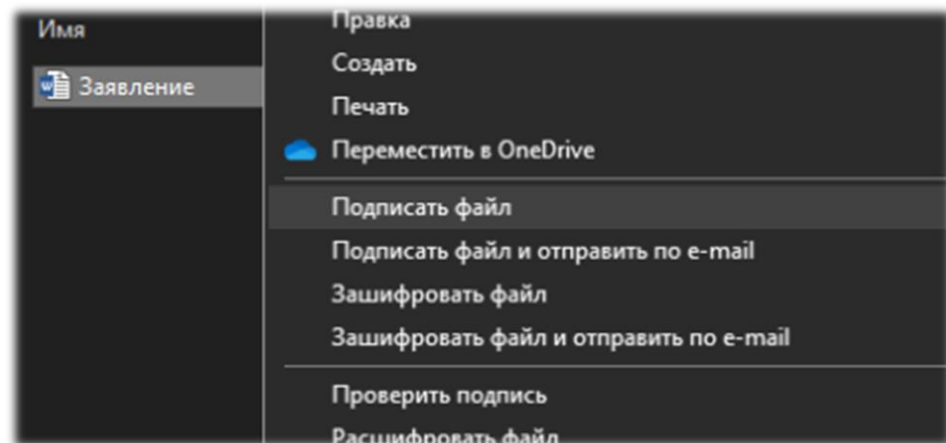 Имя
Заявление
Правка
Создать
Печать
Переместить в OneDrive
Подписать файл
Подписать файл и отправить по e-mail
Зашифровать файл
Зашифровать файл и отправить по e-mail
Проверить подпись
Расшифровать файл